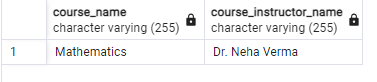 course_name course_instructor_name
character varying (255) character varying (255)
1 Mathematics Dr. Neha Verma